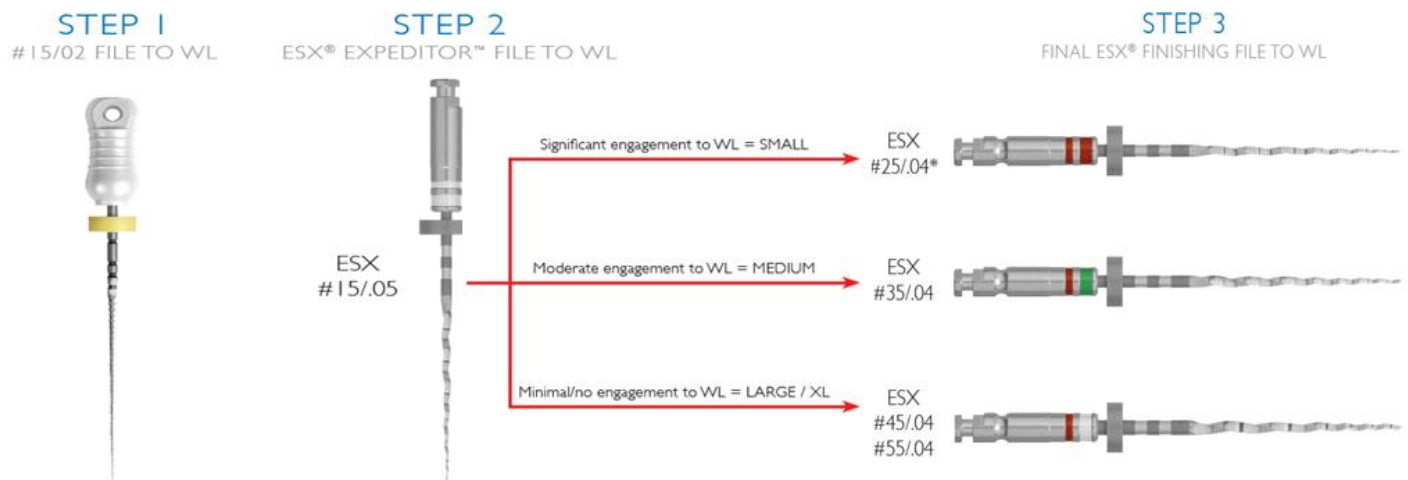 STEP 1
#15/02 FILE TO WL
STEP 2
ESX® EXPEDITOR™ FILE TO WL
STEP 3
FINAL ESX® FINISHING FILE TO WL
ESX
#15/.05
Significant engagement to WL = SMALL
ESX
#25/.04*
Moderate engagement to WL = MEDIUM
ESX
#35/.04
Minimal/no engagement to WL = LARGE / XL
ESX
#45/.04
#55/.04